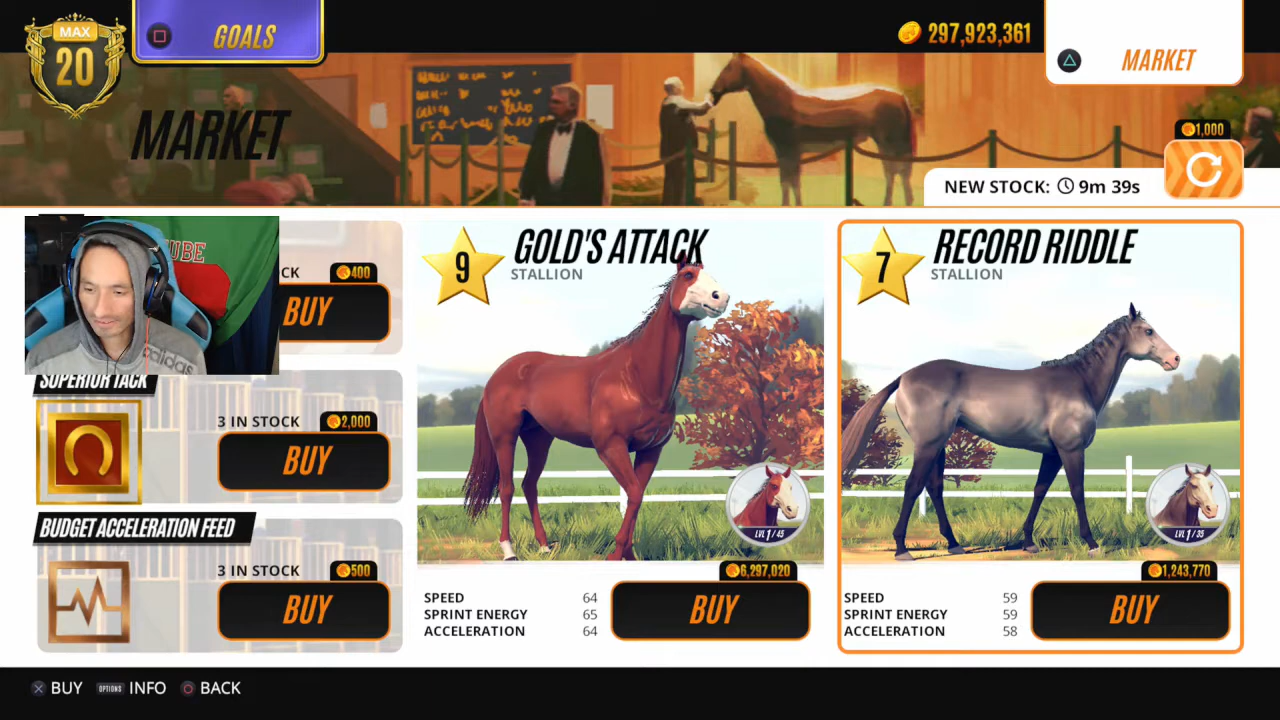 MAX
20
GOALS
297,923,361
MARKET
MARKET
1,000
NEW STOCK: 9m 39s
UBE
adidas
CK
400
BUY
SUPERIOR TACK
3 IN STOCK
2,000
BUY
BUDGET ACCELERATION FEED
3 IN STOCK
500
BUY
9
GOLD'S ATTACK
STALLION
LVL 1/45
6,297,020
SPEED 64
SPRINT ENERGY 65
ACCELERATION 64
BUY
7
RECORD RIDDLE
STALLION
LVL 1/35
1,243,770
SPEED 59
SPRINT ENERGY 59
ACCELERATION 58
BUY
BUY
OPTIONS
INFO
BACK